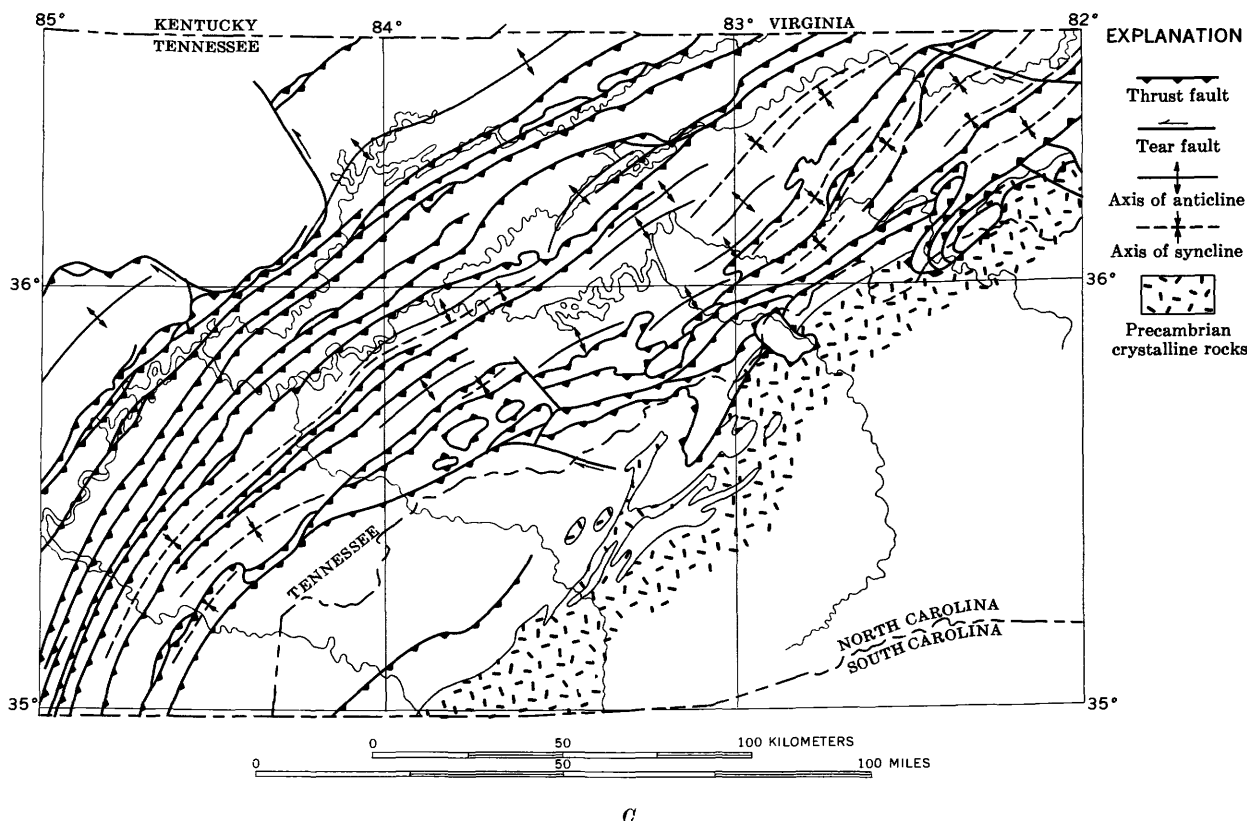 85°
KENTUCKY
TENNESSEE
84°
83°
VIRGINIA
82°
EXPLANATION
Thrust fault
Tear fault
Axis of anticline
Axis of syncline
Precambrian
crystalline rocks
36°
36°
TENNESSEE
NORTH CAROLINA
SOUTH CAROLINA
35°
35°
0 50 100 KILOMETERS
0 50 100 MILES
C